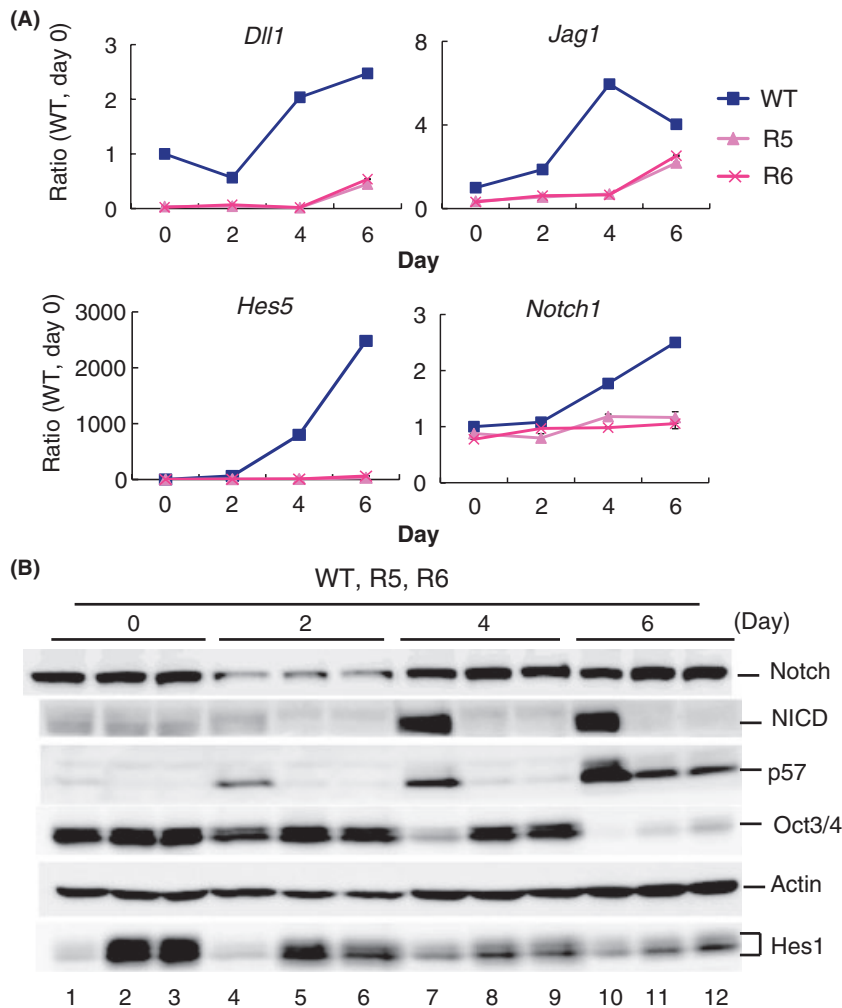 (A)
Dll1
Jag1
Ratio (WT, day 0)
3
2
1
0
8
4
0
WT
R5
R6
0 2 4 6
0 2 4 6
Day
Hes5
Notch1
Ratio (WT, day 0)
3000
2000
1000
0
3
2
1
0
0 2 4 6
0 2 4 6
Day
(B)
WT, R5, R6
0 2 4 6 (Day)
Notch
NICD
p57
Oct3/4
Actin
Hes1
1 2 3 4 5 6 7 8 9 10 11 12